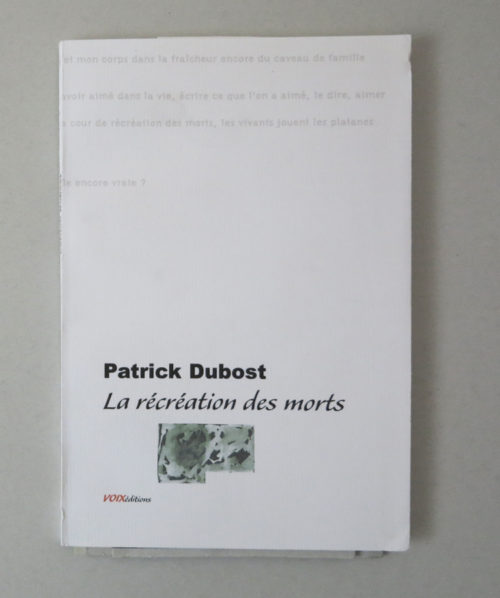 et mon corps dans la fraîcheur encore du caveau de famille
avoir aimé dans la vie, écrire ce que l'on a aimé, le dire, aimer
cour de récréation des morts, les vivants jouent les platanes
le encore vraie ?
Patrick Dubost
La récréation des morts
VOIXéditions